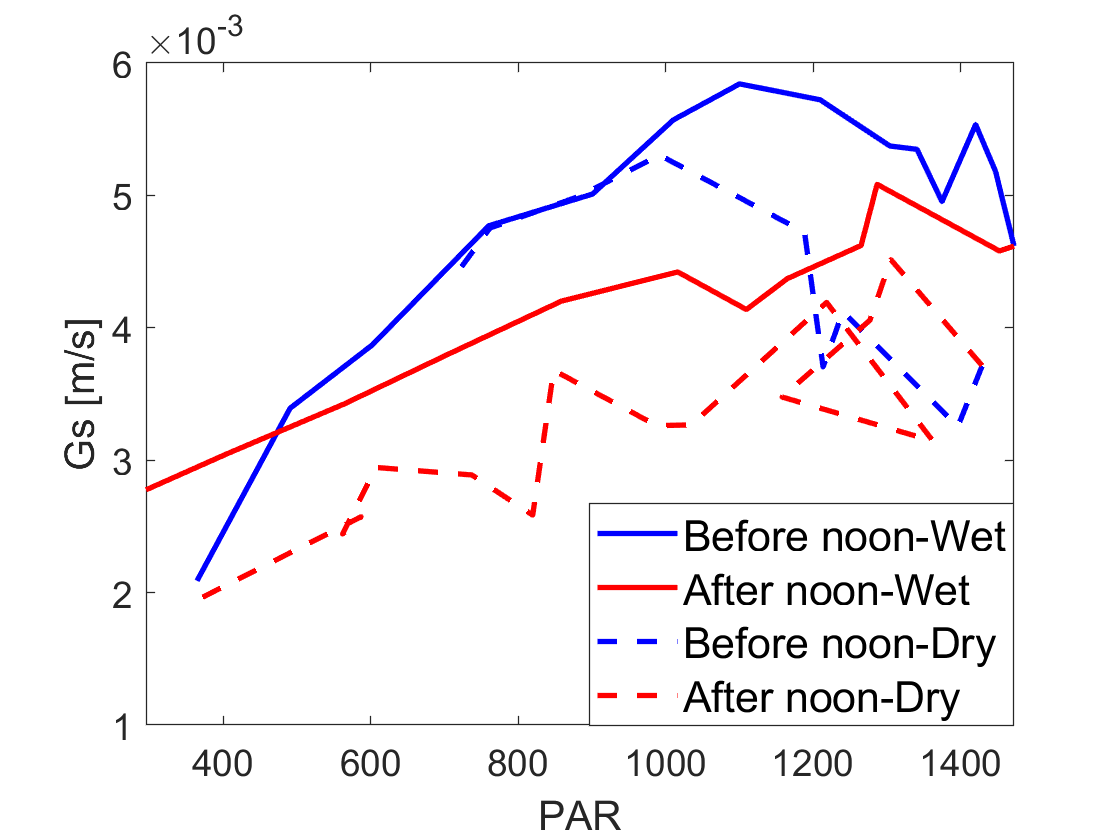 ×10⁻³
6
5
4
3
2
1
Gs [m/s]
400 600 800 1000 1200 1400
PAR
Before noon-Wet
After noon-Wet
Before noon-Dry
After noon-Dry